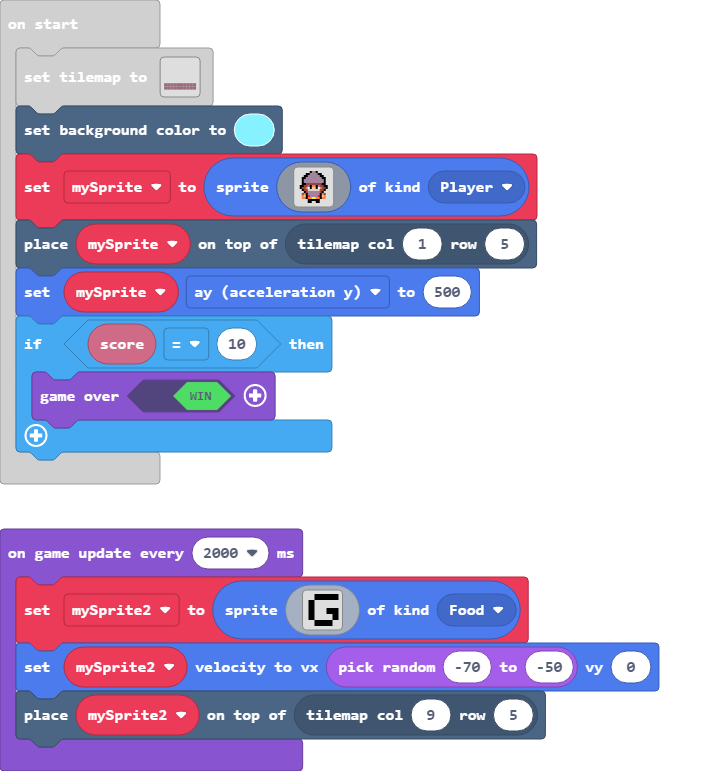 on start
set tilemap to
set background color to
set mySprite to sprite of kind Player
place mySprite on top of tilemap col 1 row 5
set mySprite ay (acceleration y) to 500
if score = 10 then
game over WIN
on game update every 2000 ms
set mySprite2 to sprite G of kind Food
set mySprite2 velocity to vx pick random -70 to -50 vy 0
place mySprite2 on top of tilemap col 9 row 5